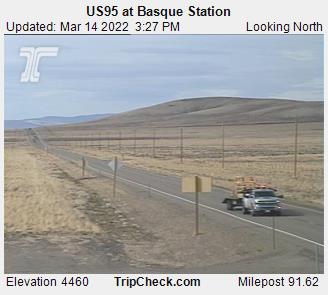 US95 at Basque Station
Updated: Mar 14 2022 3:27 PM Looking North
Elevation 4460 TripCheck.com Milepost 91.62